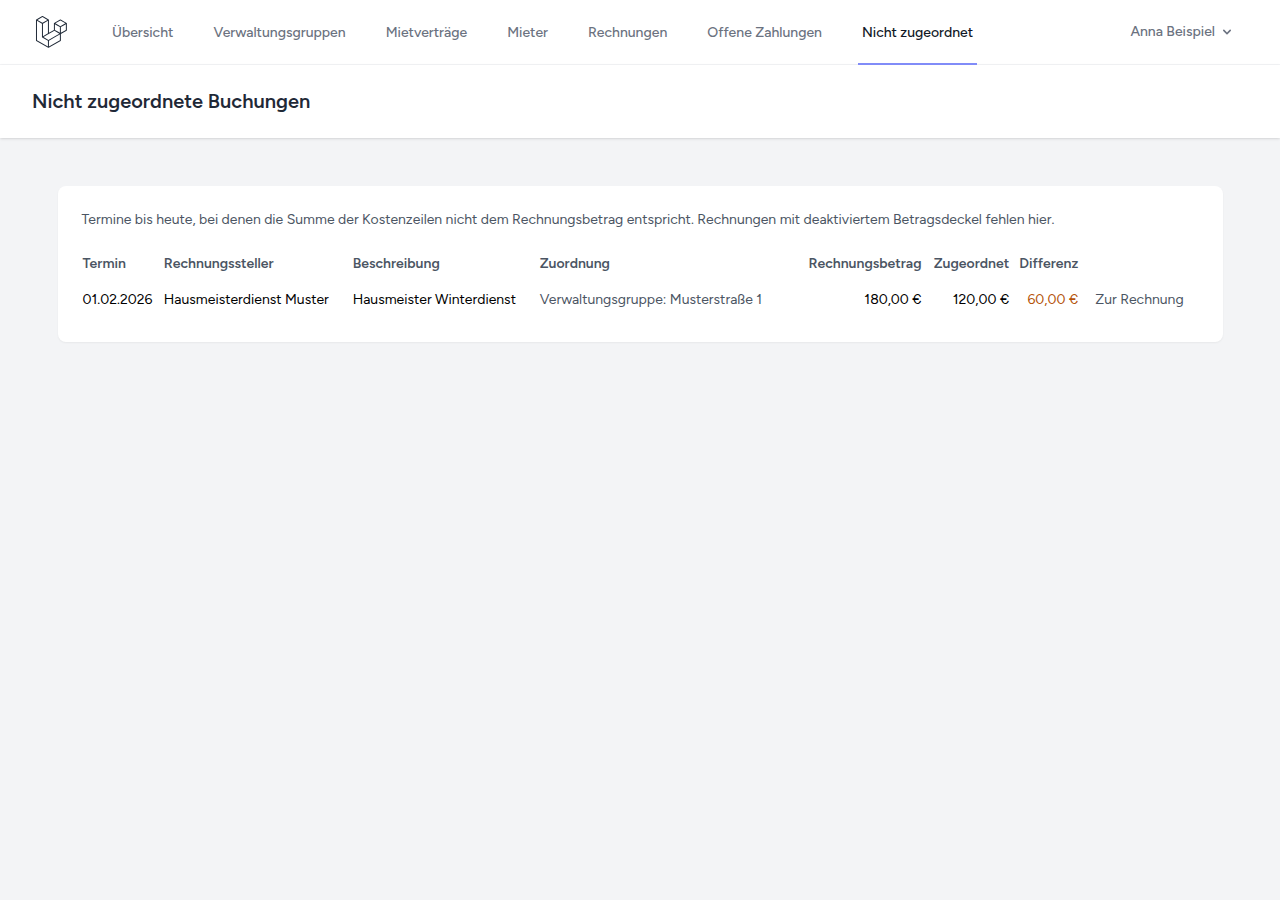 Übersicht Verwaltungsgruppen Mietverträge Mieter Rechnungen Offene Zahlungen Nicht zugeordnet Anna Beispiel
Nicht zugeordnete Buchungen
Termine bis heute, bei denen die Summe der Kostenzeilen nicht dem Rechnungsbetrag entspricht. Rechnungen mit deaktiviertem Betragsdeckel fehlen hier.
Termin Rechnungssteller Beschreibung Zuordnung Rechnungsbetrag Zugeordnet Differenz
01.02.2026 Hausmeisterdienst Muster Hausmeister Winterdienst Verwaltungsgruppe: Musterstraße 1 180,00 € 120,00 € 60,00 € Zur Rechnung